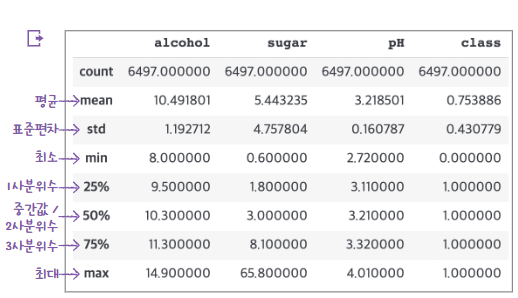 alcohol sugar pH class
count 6497.000000 6497.000000 6497.000000 6497.000000
평균 mean 10.491801 5.443235 3.218501 0.753886
표준편차 std 1.192712 4.757804 0.160787 0.430779
최소 min 8.000000 0.600000 2.720000 0.000000
1사분위수 25% 9.500000 1.800000 3.110000 1.000000
중간값 /
2사분위수 50% 10.300000 3.000000 3.210000 1.000000
3사분위수 75% 11.300000 8.100000 3.320000 1.000000
최대 max 14.900000 65.800000 4.010000 1.000000